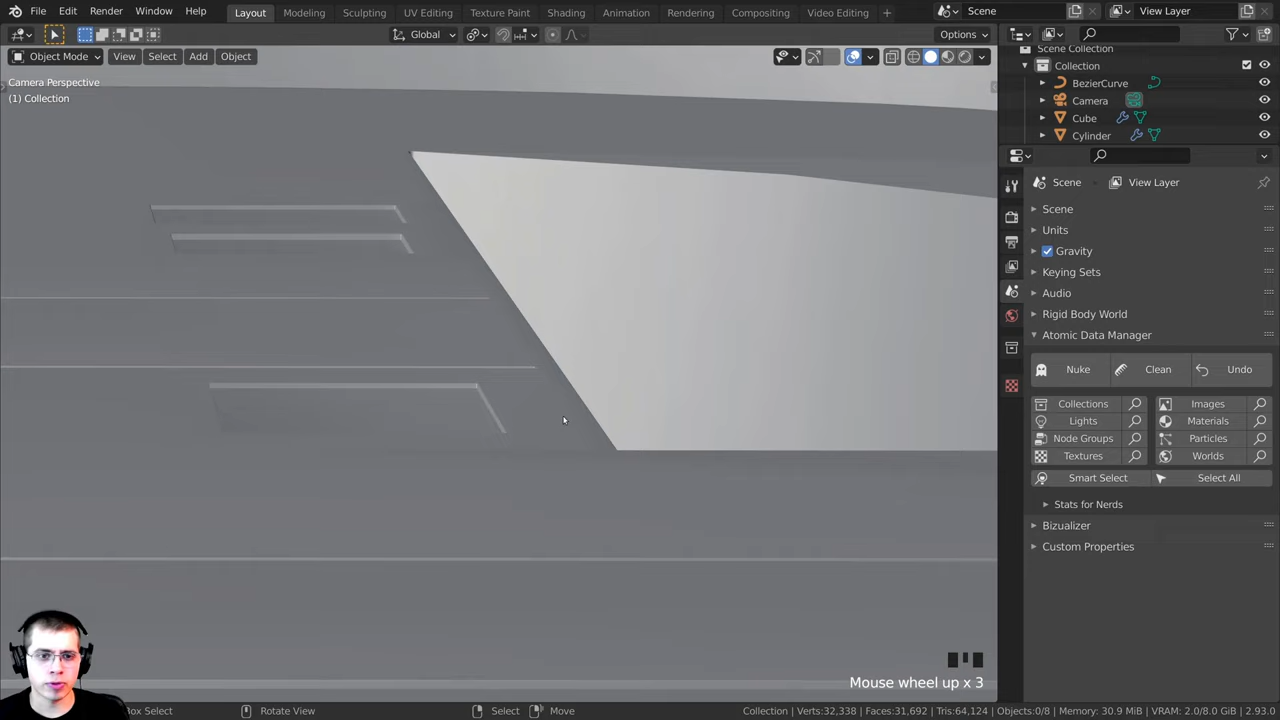 File Edit Render Window Help Layout Modeling Sculpting UV Editing Texture Paint Shading Animation Rendering Compositing Video Editing + Scene View Layer
Global Options
Object Mode View Select Add Object
Camera Perspective
(1) Collection
Scene Collection
Collection
BezierCurve
Camera
Cube
Cylinder
Scene View Layer
Scene
Units
Gravity
Keying Sets
Audio
Rigid Body World
Atomic Data Manager
Nuke Clean Undo
Collections Images
Lights Materials
Node Groups Particles
Textures Worlds
Smart Select Select All
Stats for Nerds
Bizualizer
Custom Properties
Mouse wheel up x 3
Box Select Rotate View Select Move Collection | Verts:32,338 | Faces:31,692 | Tris:64,124 | Objects:0/8 | Memory: 30.9 MiB | VRAM: 2.0/8.0 GiB | 2.93.0